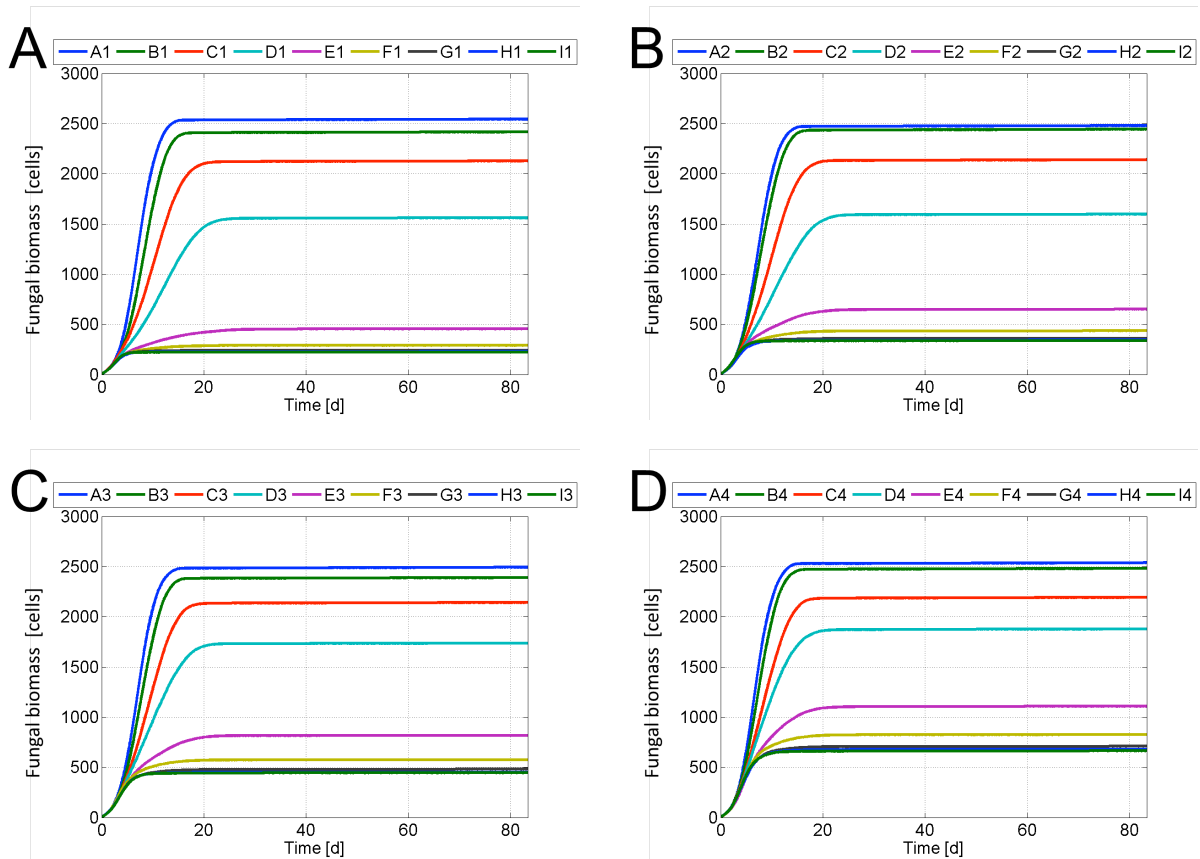 A
A1 B1 C1 D1 E1 F1 G1 H1 I1
3000
2500
2000
1500
1000
500
0
Fungal biomass [cells]
0 20 40 60 80
Time [d]
B
A2 B2 C2 D2 E2 F2 G2 H2 I2
3000
2500
2000
1500
1000
500
0
Fungal biomass [cells]
0 20 40 60 80
Time [d]
C
A3 B3 C3 D3 E3 F3 G3 H3 I3
3000
2500
2000
1500
1000
500
0
Fungal biomass [cells]
0 20 40 60 80
Time [d]
D
A4 B4 C4 D4 E4 F4 G4 H4 I4
3000
2500
2000
1500
1000
500
0
Fungal biomass [cells]
0 20 40 60 80
Time [d]